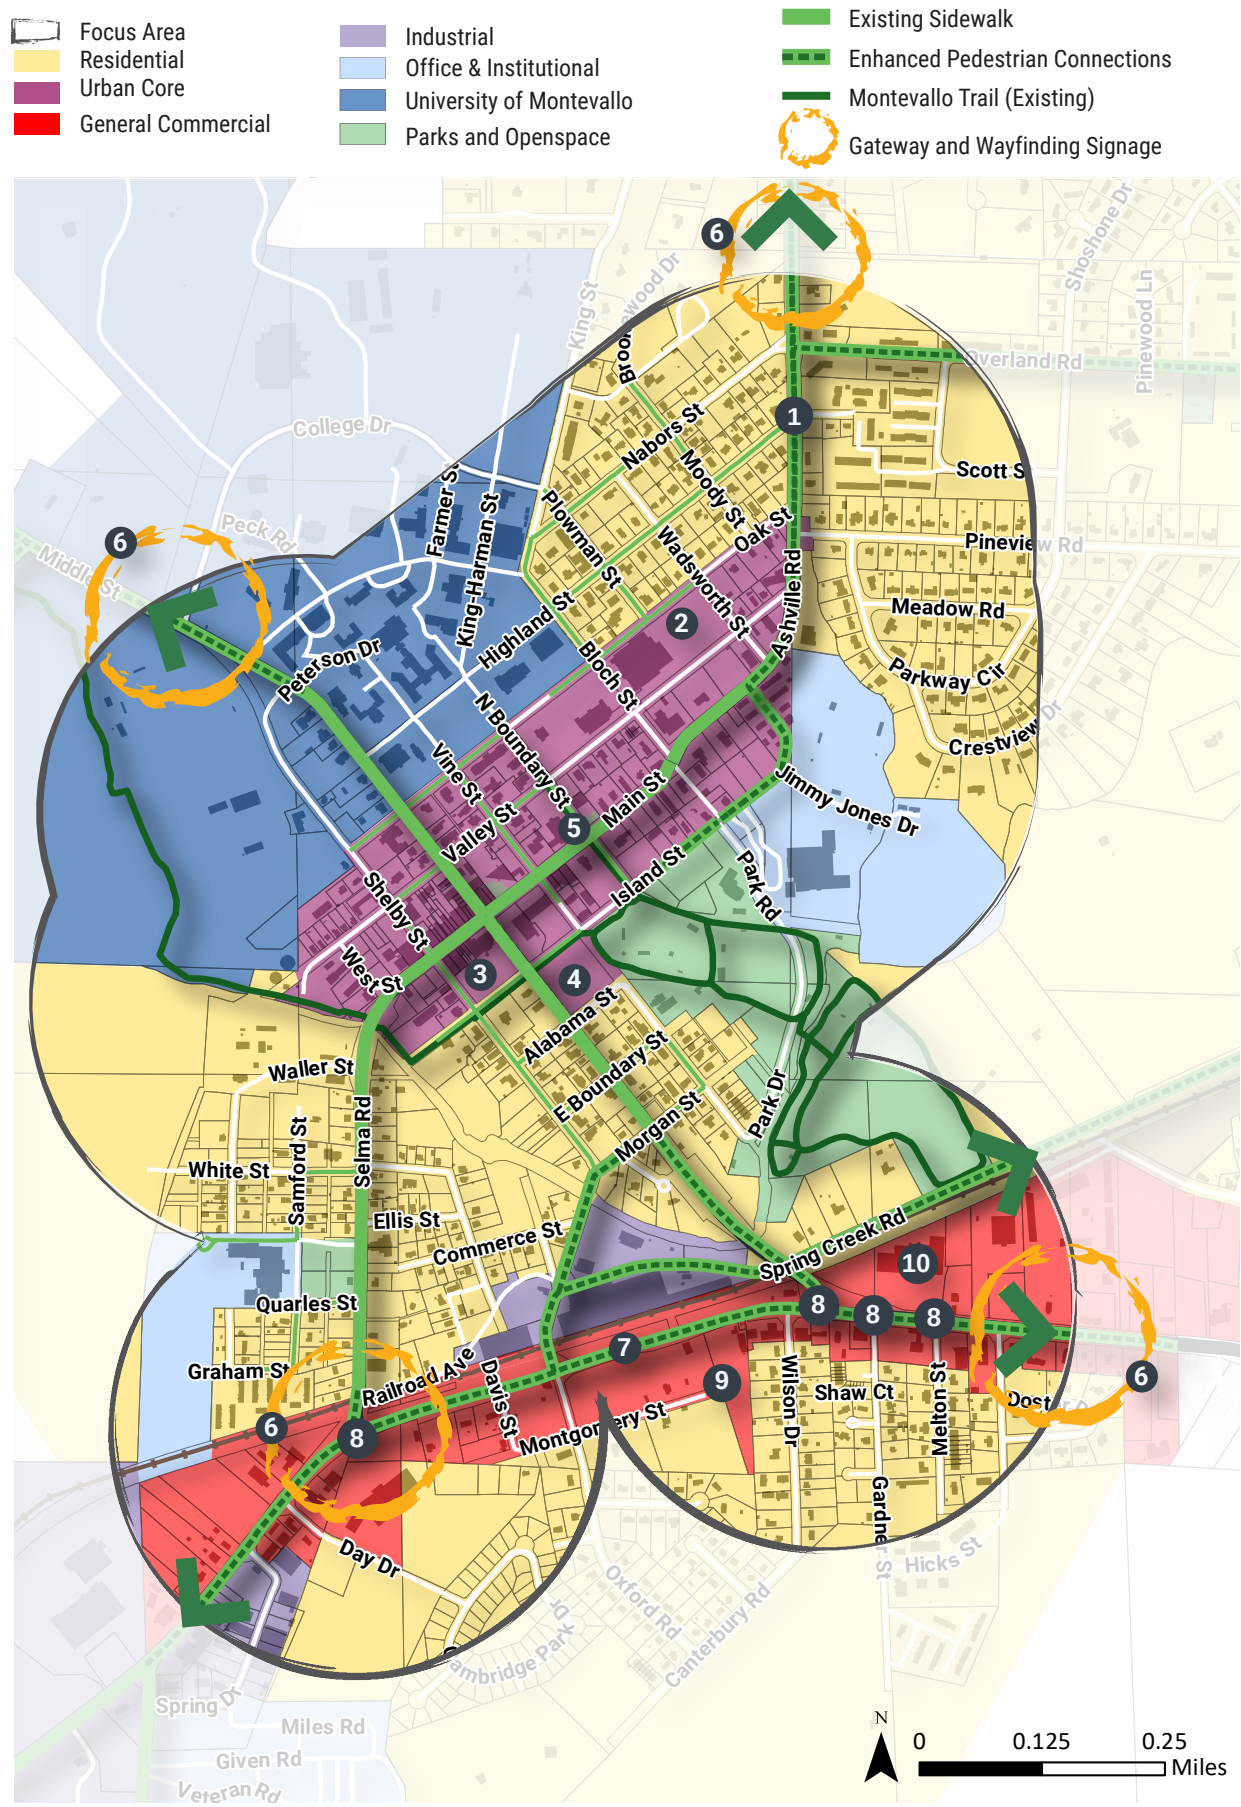 Focus Area
Residential
Urban Core
General Commercial
Industrial
Office & Institutional
University of Montevallo
Parks and Openspace
Existing Sidewalk
Enhanced Pedestrian Connections
Montevallo Trail (Existing)
Gateway and Wayfinding Signage
6
Shoshone Dr
King St
Pinewood Ln
Overland Rd
1
College Dr
Nabors St
Moody St
Scott S
Farmer S
King-Harman St
Plowman St
Oak St
Peck Rd
6
Wadsworth St
Pineview Rd
Middle St
Ashville Rd
Meadow Rd
Highland St
2
Peterson Dr
Bloch St
Parkway Cir
N Boundary St
Crestview Dr
Vine St
Main St
Jimmy Jones Dr
5
Valley St
Island St
Park Rd
Shelby St
West St
3
4
Alabama St
E Boundary St
Waller St
Morgan St
Park Dr
Selma Rd
Samford St
White St
Ellis St
Commerce St
Spring Creek Rd
10
Quarles St
8
8
8
7
6
Graham St
Railroad Ave
Davis St
9
Wilson Dr
Shaw Ct
Melton St
Dost
6
8
Montgomery St
Gardner St
Day Dr
Hicks St
Oxford Rd
Canterbury Rd
Dr
ambridge Park
Spring Dr
Miles Rd
Given Rd
Veteran Rd
N
0
0.125
0.25
Miles